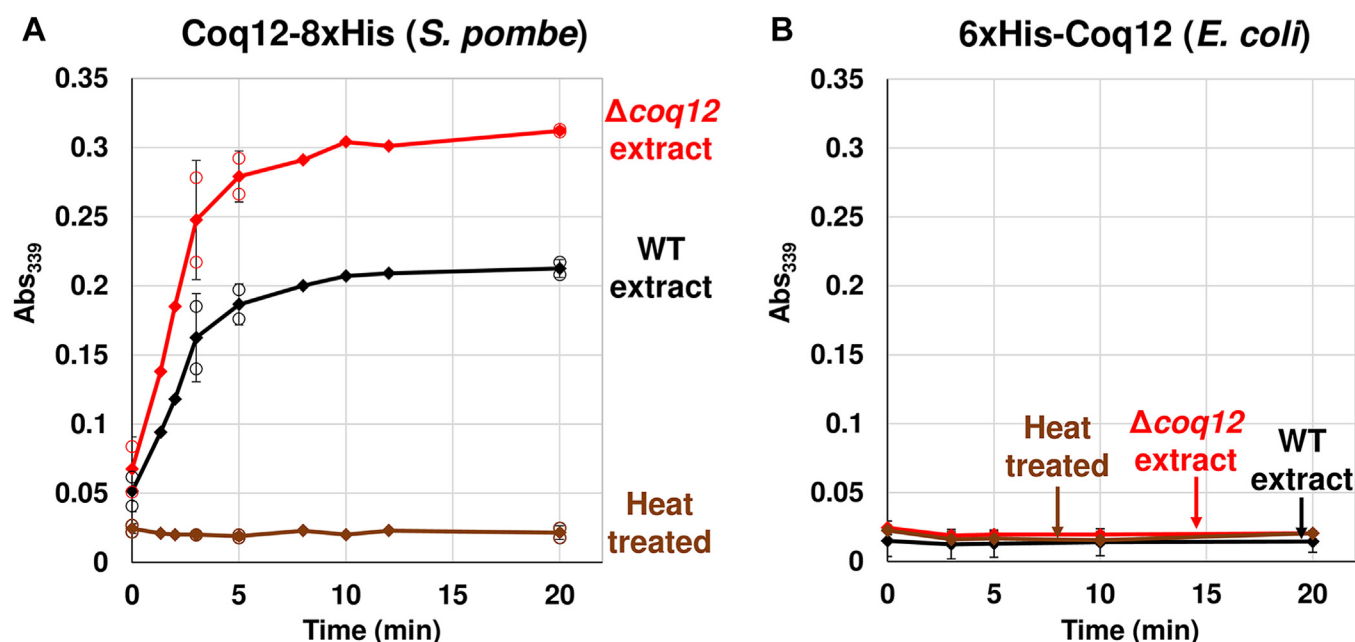 A
Coq12-8xHis (S. pombe)
0.35
0.3
0.25
0.2
0.15
0.1
0.05
0
Abs339
0
5
10
15
20
Time (min)
Δcoq12
extract
WT
extract
Heat
treated
B
6xHis-Coq12 (E. coli)
0.35
0.3
0.25
0.2
0.15
0.1
0.05
0
Abs339
Heat
treated
Δcoq12
extract
WT
extract
0
5
10
15
20
Time (min)